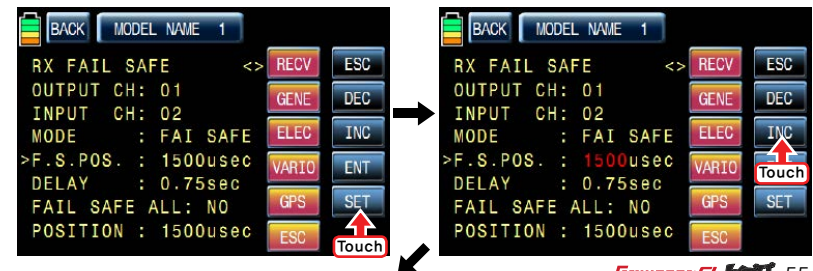 BACK MODEL NAME 1
RX FAIL SAFE <> RECV ESC
OUTPUT CH: 01 GENE DEC
INPUT CH: 02
MODE : FAI SAFE ELEC INC
>F.S.POS. : 1500usec VARIO ENT
DELAY : 0.75sec
FAIL SAFE ALL: NO GPS SET
POSITION : 1500usec ESC
Touch
BACK MODEL NAME 1
RX FAIL SAFE <> RECV ESC
OUTPUT CH: 01 GENE DEC
INPUT CH: 02
MODE : FAI SAFE ELEC INC
>F.S.POS. : 1500usec VARIO
Touch
DELAY : 0.75sec
FAIL SAFE ALL: NO GPS SET
POSITION : 1500usec ESC